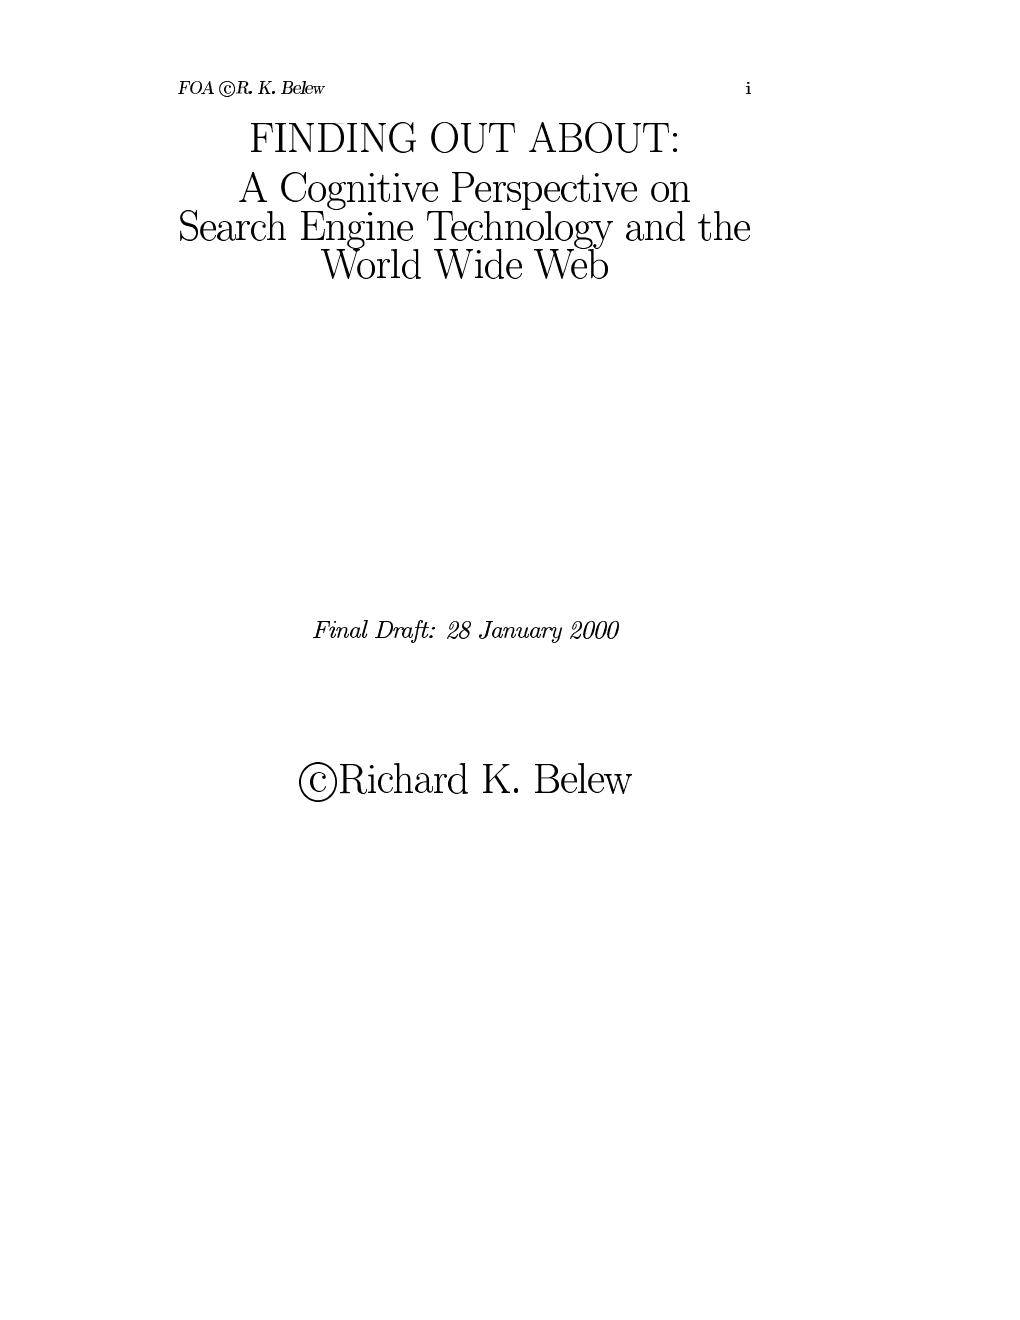 FOA ©R. K. Belew i
FINDING OUT ABOUT:
A Cognitive Perspective on
Search Engine Technology and the
World Wide Web
Final Draft: 28 January 2000
©Richard K. Belew